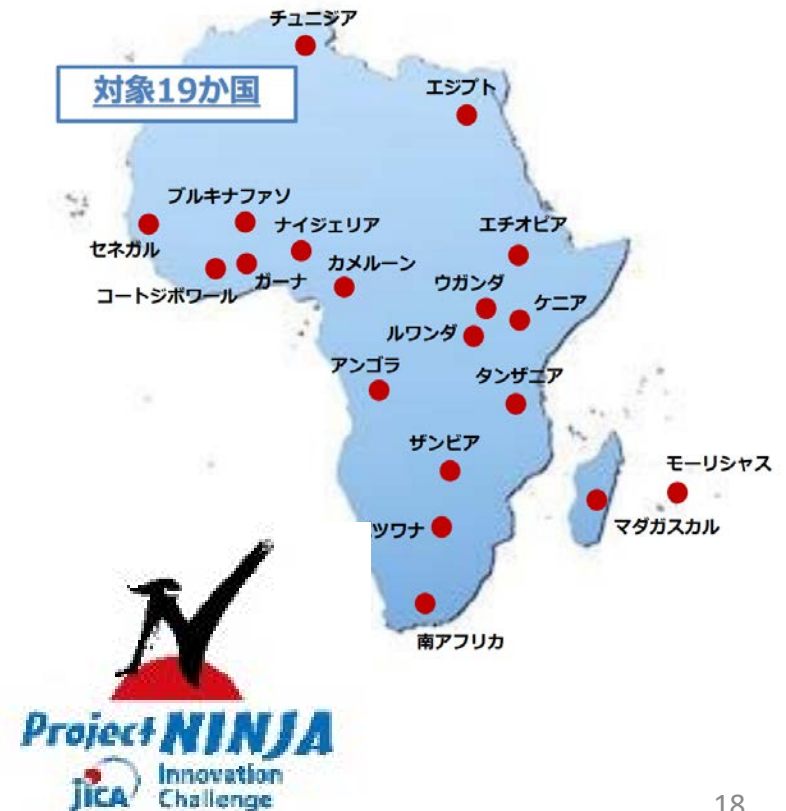 チュニジア
対象19か国
エジプト
ブルキナファソ
ナイジェリア
エチオピア
セネガル
カメルーン
ウガンダ
コートジボワール
ガーナ
ケニア
ルワンダ
アンゴラ
タンザニア
ザンビア
モーリシャス
マダガスカル
ツワナ
南アフリカ
N
Project NINJA
jICA Innovation
Challenge
18